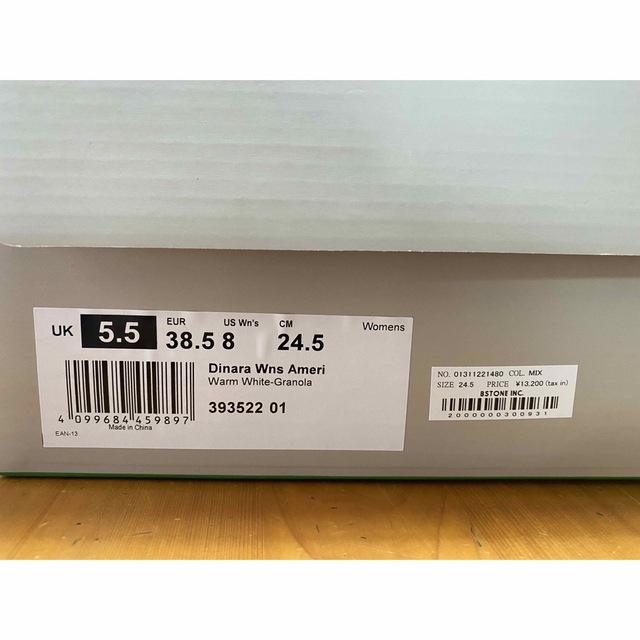 UK 5.5 EUR 38.5 US Wn's 8 CM 24.5 Womens
Dinara Wns Ameri
Warm White-Granola
393522 01
4 099684 459897
Made in China
EAN-13
NO. 01311221480 COL. MIX
SIZE 24.5 PRICE ¥13,200 (tax in)
BSTONE INC.
2000000300931